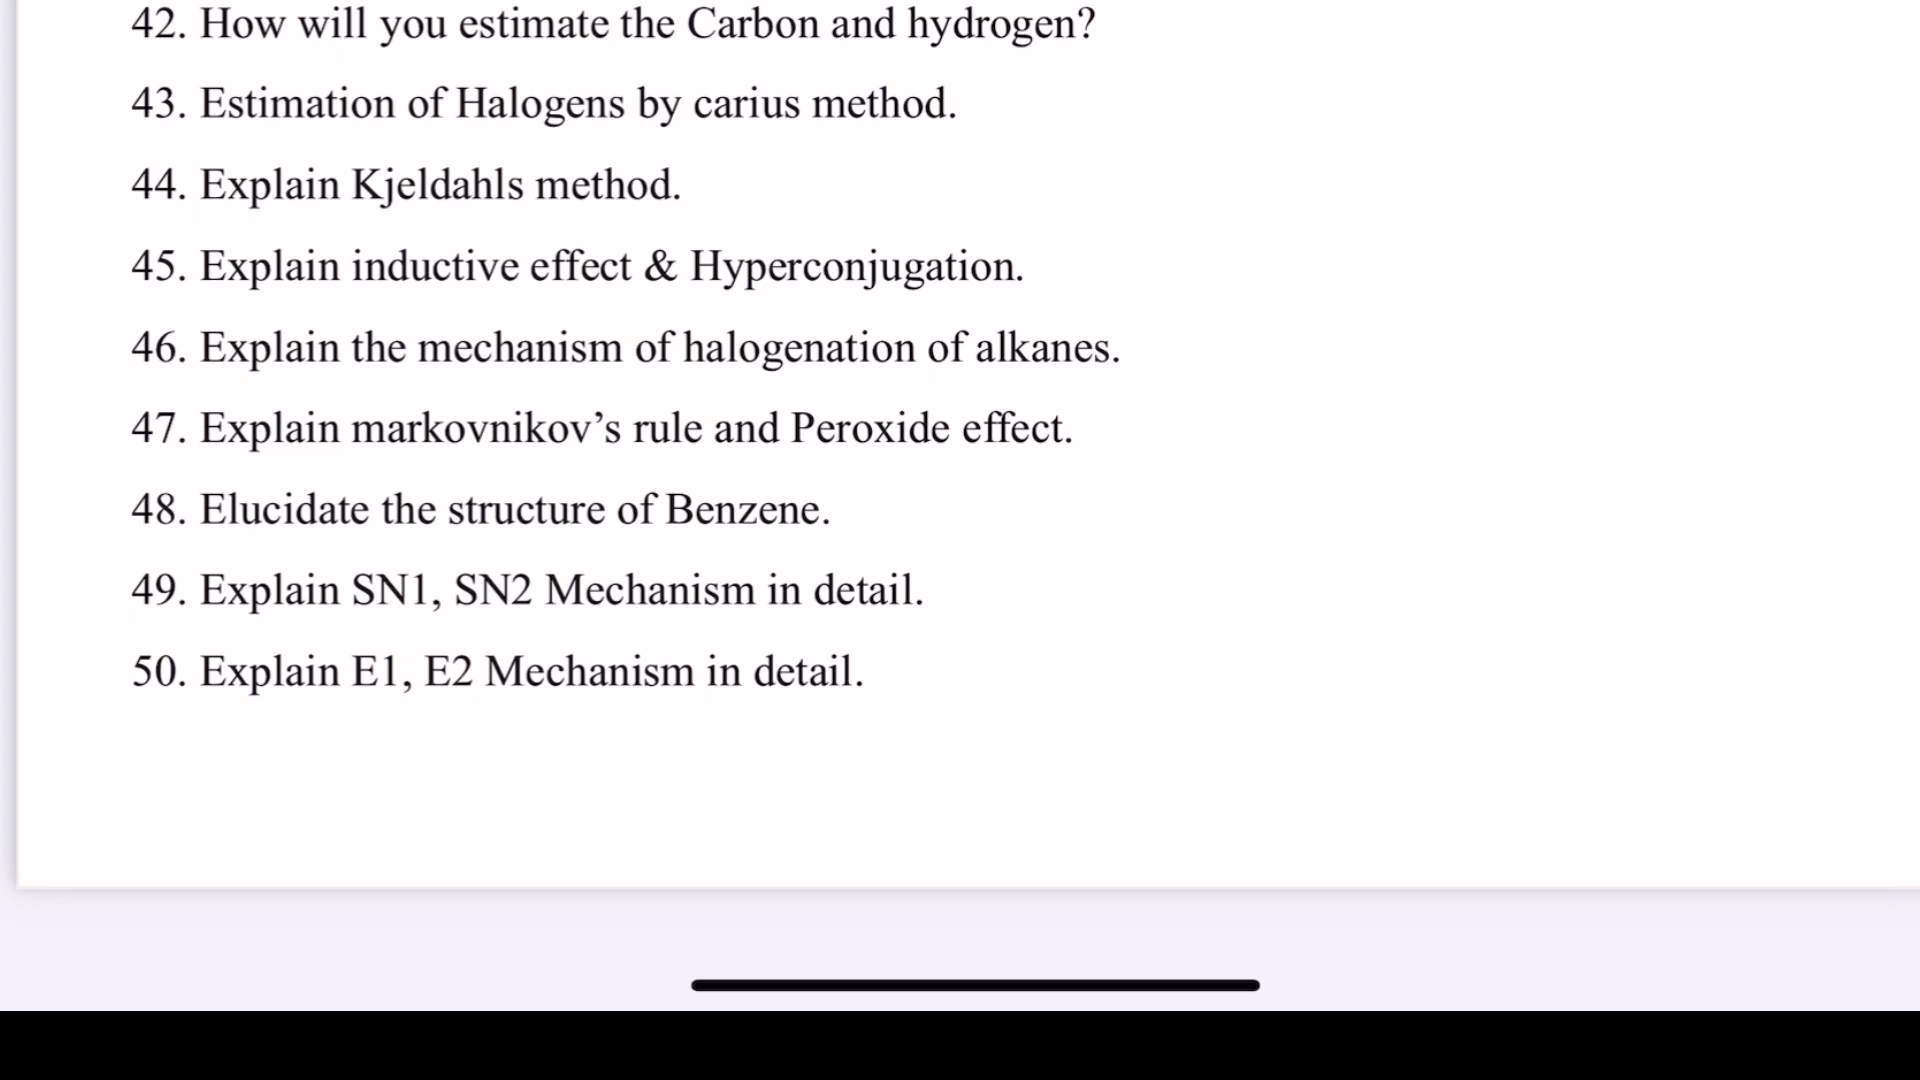 42. How will you estimate the Carbon and hydrogen?
43. Estimation of Halogens by carius method.
44. Explain Kjeldahls method.
45. Explain inductive effect & Hyperconjugation.
46. Explain the mechanism of halogenation of alkanes.
47. Explain markovnikov’s rule and Peroxide effect.
48. Elucidate the structure of Benzene.
49. Explain SN1, SN2 Mechanism in detail.
50. Explain E1, E2 Mechanism in detail.